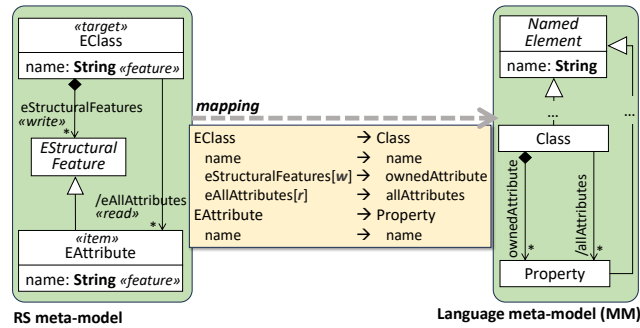 «target»
EClass
name: String «feature»
eStructuralFeatures
«write»
*
EStructural
Feature
/eAllAttributes
«read»
*
«item»
EAttribute
name: String «feature»
RS meta-model
mapping
EClass → Class
name → name
eStructuralFeatures[w] → ownedAttribute
eAllAttributes[r] → allAttributes
EAttribute → Property
name → name
Named
Element
name: String
...
...
Class
ownedAttribute
*
/allAttributes
*
Property
Language meta-model (MM)